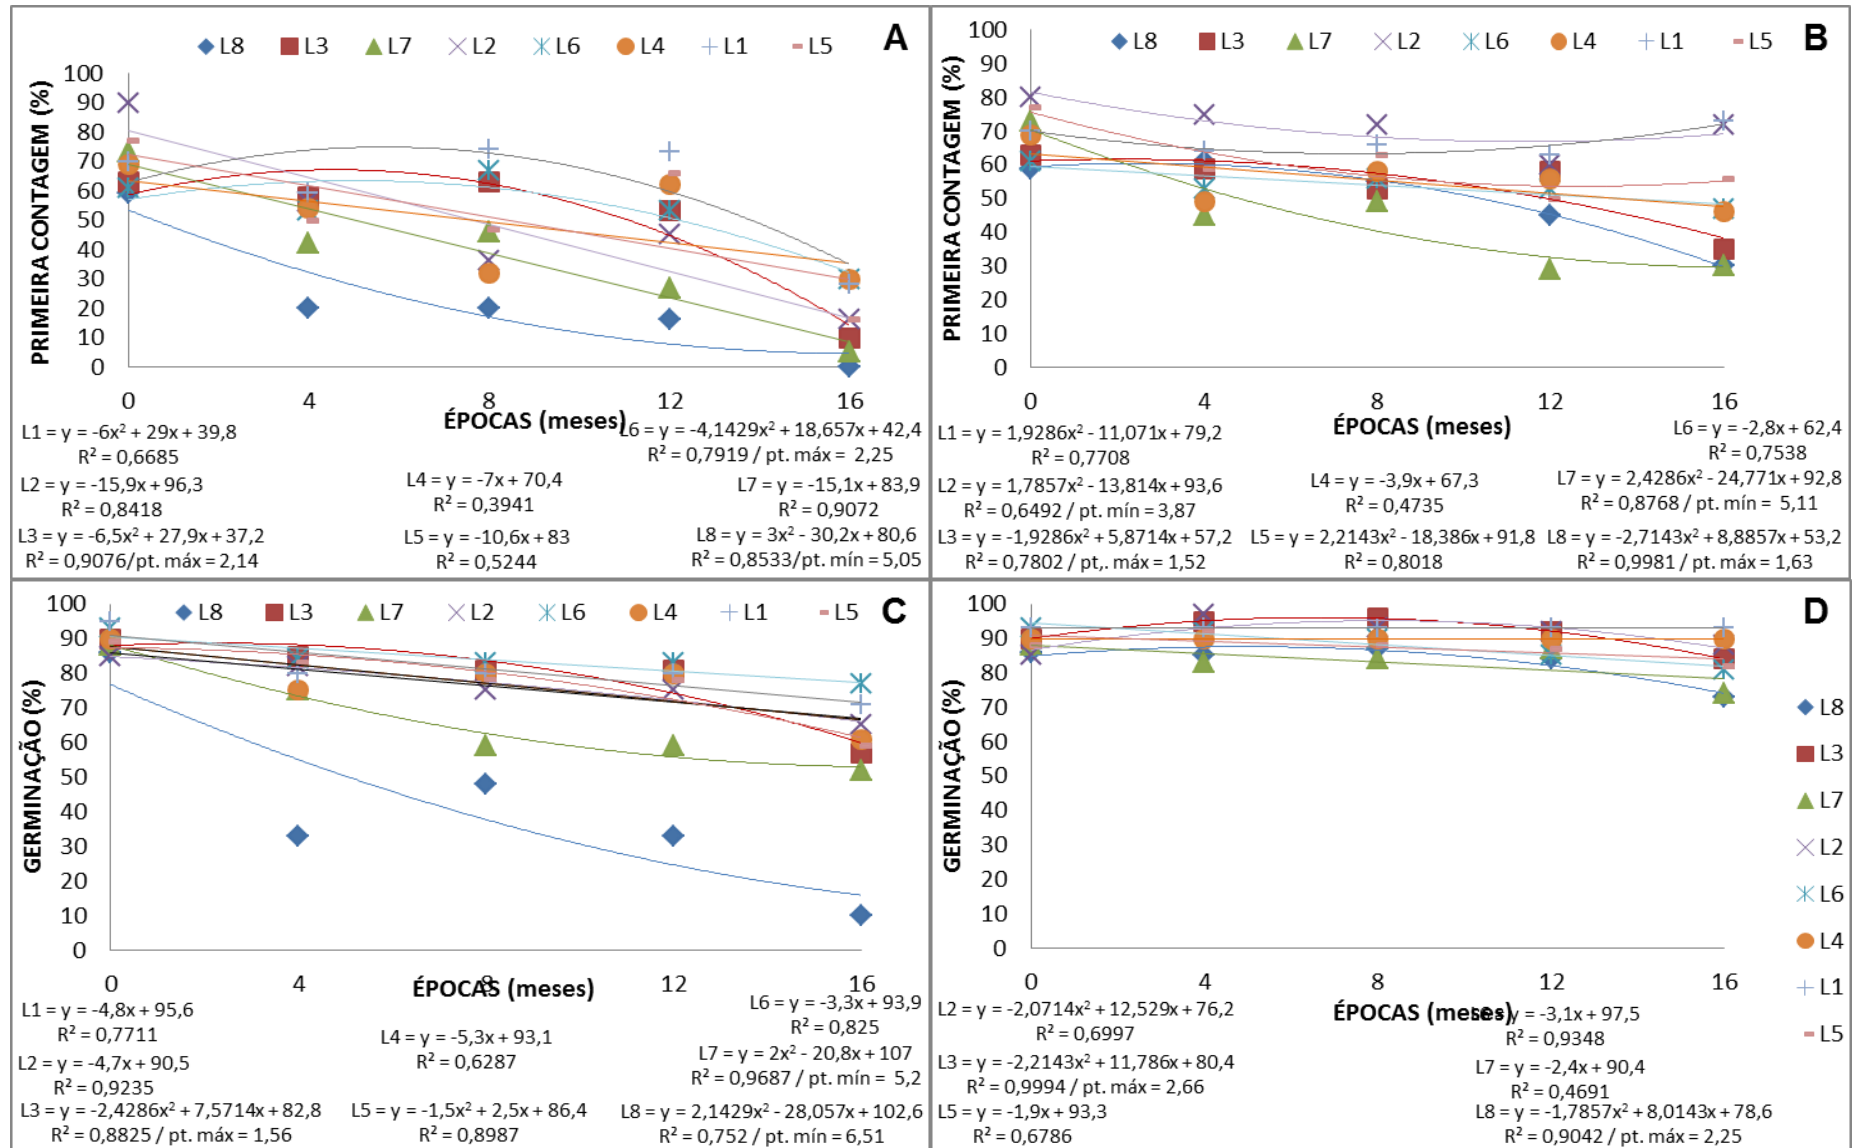 L8 L3 L7 L2 L6 L4 L1 L5 A
PRIMEIRA CONTAGEM (%)
100
90
80
70
60
50
40
30
20
10
0
0 4 8 12 16
ÉPOCAS (meses)
L1 = y = -6x² + 29x + 39,8
R² = 0,6685
L2 = y = -15,9x + 96,3
R² = 0,8418
L3 = y = -6,5x² + 27,9x + 37,2
R² = 0,9076/pt. máx = 2,14
L4 = y = -7x + 70,4
R² = 0,3941
L5 = y = -10,6x + 83
R² = 0,5244
L6 = y = -4,1429x² + 18,657x + 42,4
R² = 0,7919 / pt. máx = 2,25
L7 = y = -15,1x + 83,9
R² = 0,9072
L8 = y = 3x² - 30,2x + 80,6
R² = 0,8533/pt. mín = 5,05
L8 L3 L7 L2 L6 L4 L1 L5 B
PRIMEIRA CONTAGEM (%)
100
90
80
70
60
50
40
30
20
10
0
0 4 8 12 16
ÉPOCAS (meses)
L1 = y = 1,9286x² - 11,071x + 79,2
R² = 0,7708
L2 = y = 1,7857x² - 13,814x + 93,6
R² = 0,6492 / pt. mín = 3,87
L3 = y = -1,9286x² + 5,8714x + 57,2
R² = 0,7802 / pt,. máx = 1,52
L4 = y = -3,9x + 67,3
R² = 0,4735
L5 = y = 2,2143x² - 18,386x + 91,8
R² = 0,8018
L6 = y = -2,8x + 62,4
R² = 0,7538
L7 = y = 2,4286x² - 24,771x + 92,8
R² = 0,8768 / pt. mín = 5,11
L8 = y = -2,7143x² + 8,8857x + 53,2
R² = 0,9981 / pt. máx = 1,63
L8 L3 L7 L2 L6 L4 L1 L5 C
GERMINAÇÃO (%)
100
90
80
70
60
50
40
30
20
10
0
0 4 8 12 16
ÉPOCAS (meses)
L1 = y = -4,8x + 95,6
R² = 0,7711
L2 = y = -4,7x + 90,5
R² = 0,9235
L3 = y = -2,4286x² + 7,5714x + 82,8
R² = 0,8825 / pt. máx = 1,56
L4 = y = -5,3x + 93,1
R² = 0,6287
L5 = y = -1,5x² + 2,5x + 86,4
R² = 0,8987
L6 = y = -3,3x + 93,9
R² = 0,825
L7 = y = 2x² - 20,8x + 107
R² = 0,9687 / pt. mín = 5,2
L8 = y = 2,1429x² - 28,057x + 102,6
R² = 0,752 / pt. mín = 6,51
D
GERMINAÇÃO (%)
100
90
80
70
60
50
40
30
20
10
0
0 4 8 12 16
ÉPOCAS (meses)
L8
L3
L7
L2
L6
L4
L1
L5
L2 = y = -2,0714x² + 12,529x + 76,2
R² = 0,6997
L3 = y = -2,2143x² + 11,786x + 80,4
R² = 0,9994 / pt. máx = 2,66
L5 = y = -1,9x + 93,3
R² = 0,6786
y = -3,1x + 97,5
R² = 0,9348
L7 = y = -2,4x + 90,4
R² = 0,4691
L8 = y = -1,7857x² + 8,0143x + 78,6
R² = 0,9042 / pt. máx = 2,25